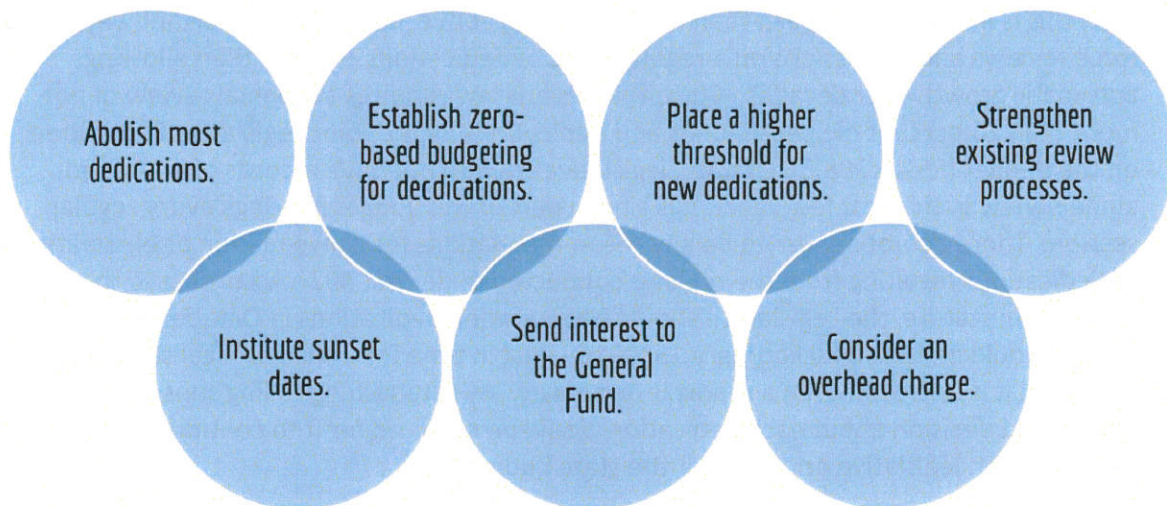 Abolish most
dedications.
Establish zero-
based budgeting
for decdications.
Place a higher
threshold for
new dedications.
Strengthen
existing review
processes.
Institute sunset
dates.
Send interest to
the General
Fund.
Consider an
overhead charge.